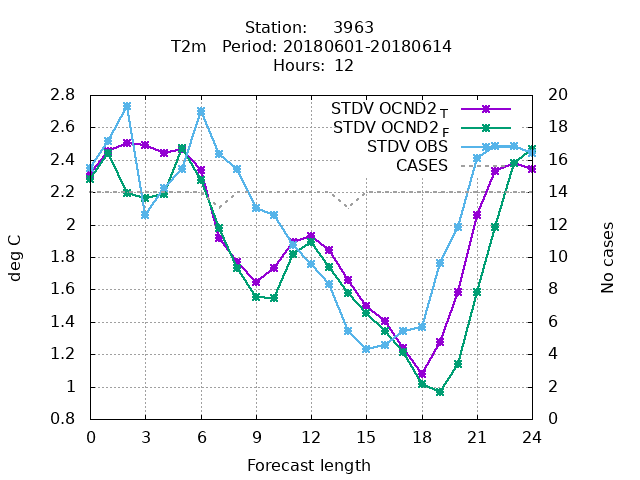 Station: 3963
T2m Period: 20180601-20180614
Hours: 12
2.8
2.6
2.4
2.2
2
1.8
1.6
1.4
1.2
1
0.8
20
18
16
14
12
10
8
6
4
2
0
STDV OCND2 T
STDV OCND2 F
STDV OBS
CASES
deg C
No cases
0 3 6 9 12 15 18 21 24
Forecast length